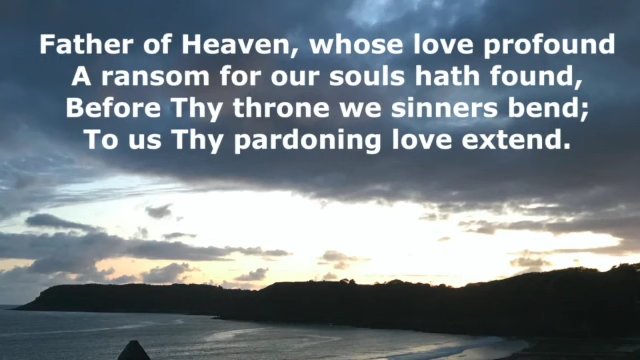 Father of Heaven, whose love profound
A ransom for our souls hath found,
Before Thy throne we sinners bend;
To us Thy pardoning love extend.